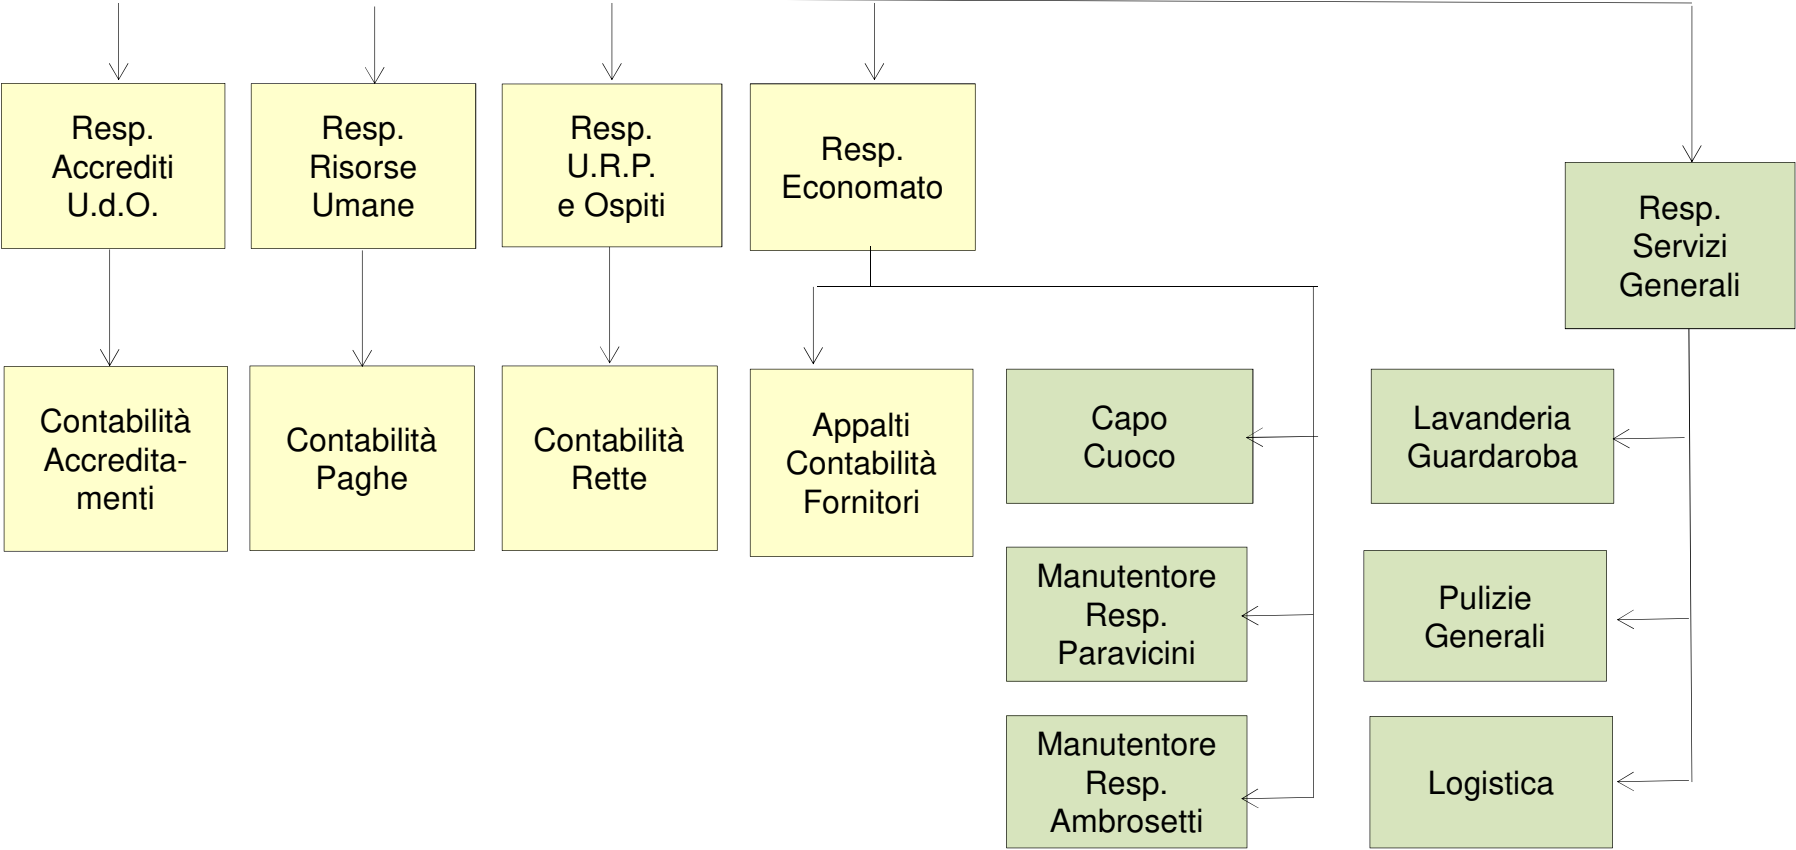 Resp.
Accrediti
U.d.O.
Resp.
Risorse
Umane
Resp.
U.R.P.
e Ospiti
Resp.
Economato
Resp.
Servizi
Generali
Contabilità
Accredita-
menti
Contabilità
Paghe
Contabilità
Rette
Appalti
Contabilità
Fornitori
Capo
Cuoco
Lavanderia
Guardaroba
Manutentore
Resp.
Paravicini
Pulizie
Generali
Manutentore
Resp.
Ambrosetti
Logistica